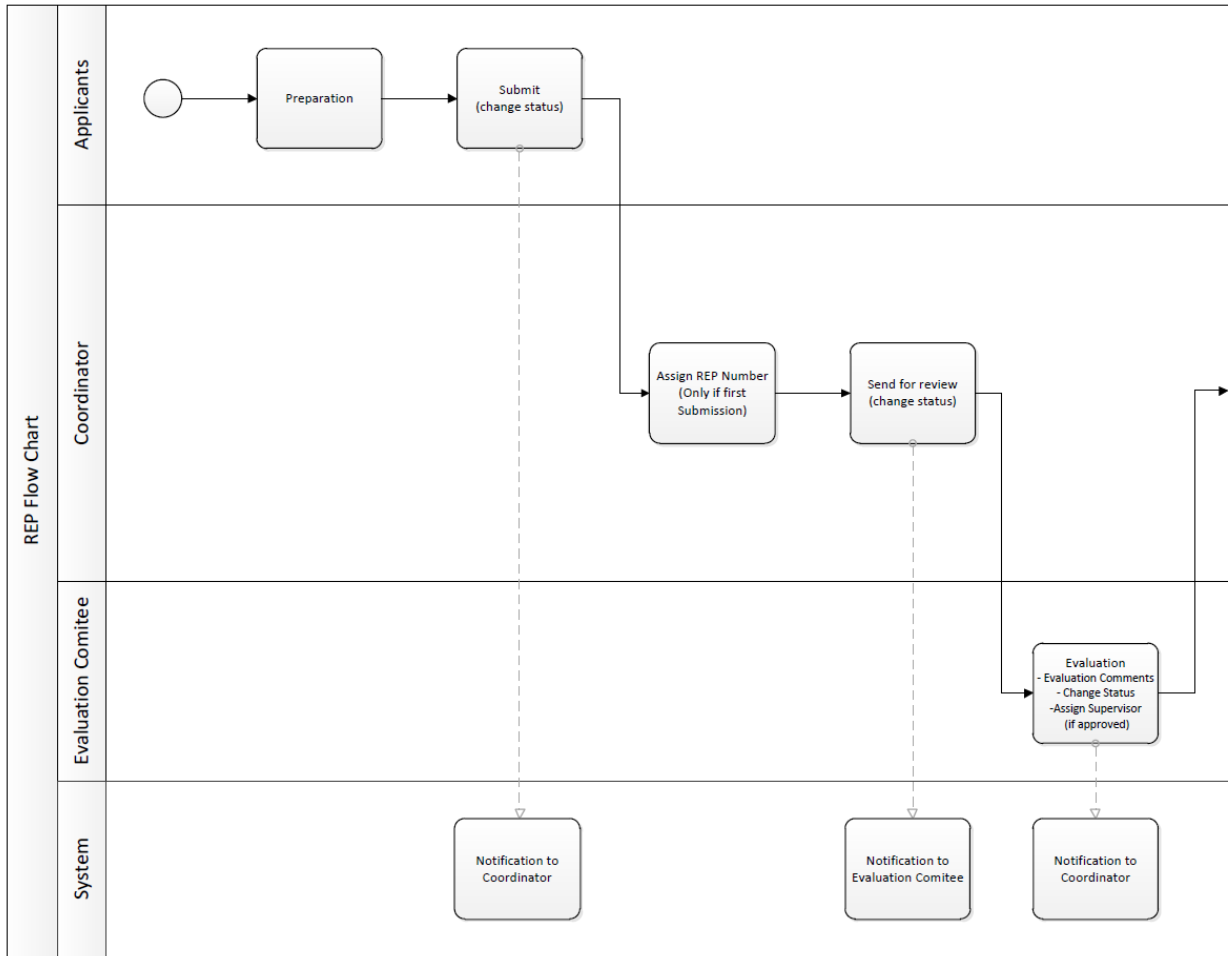 REP Flow Chart
Applicants
Preparation
Submit
(change status)
Coordinator
Assign REP Number
(Only if first
Submission)
Send for review
(change status)
Evaluation Comitee
Evaluation
- Evaluation Comments
- Change Status
-Assign Supervisor
(if approved)
System
Notification to
Coordinator
Notification to
Evaluation Comitee
Notification to
Coordinator